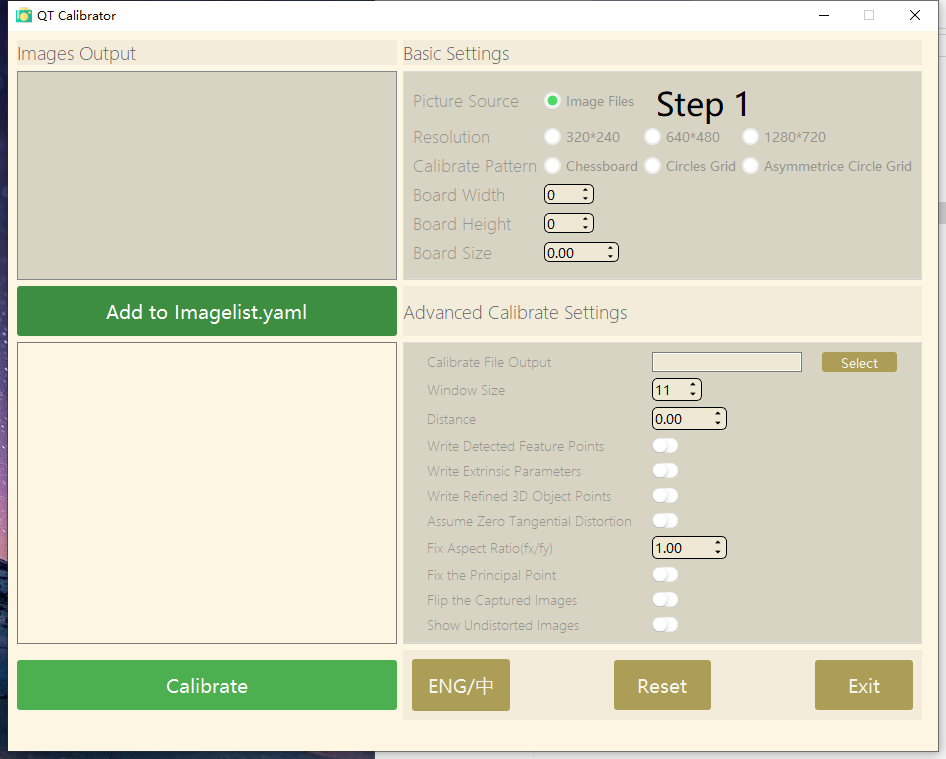 QT Calibrator
Images Output
Basic Settings
Picture Source Image Files Step 1
Resolution 320*240 640*480 1280*720
Calibrate Pattern Chessboard Circles Grid Asymmetrice Circle Grid
Board Width 0
Board Height 0
Board Size 0.00
Add to Imagelist.yaml
Advanced Calibrate Settings
Calibrate File Output Select
Window Size 11
Distance 0.00
Write Detected Feature Points
Write Extrinsic Parameters
Write Refined 3D Object Points
Assume Zero Tangential Distortion
Fix Aspect Ratio(fx/fy) 1.00
Fix the Principal Point
Flip the Captured Images
Show Undistorted Images
Calibrate ENG/中 Reset Exit